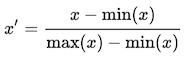 x′ = \frac{x − min(x)}{max(x) − min(x)}